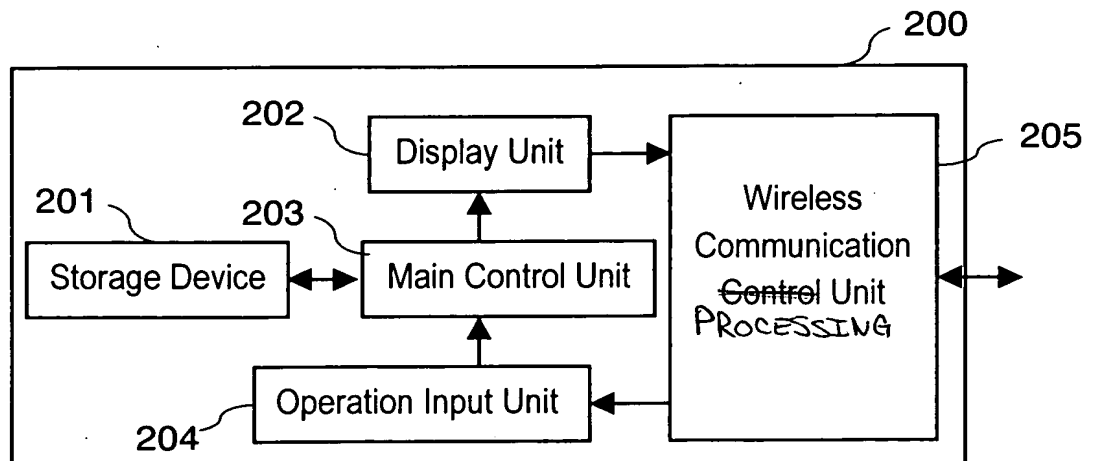 200
202
Display Unit
205
201
203
Wireless
Communication
Storage Device
Main Control Unit
Control Unit
PROCESSING
Operation Input Unit
204